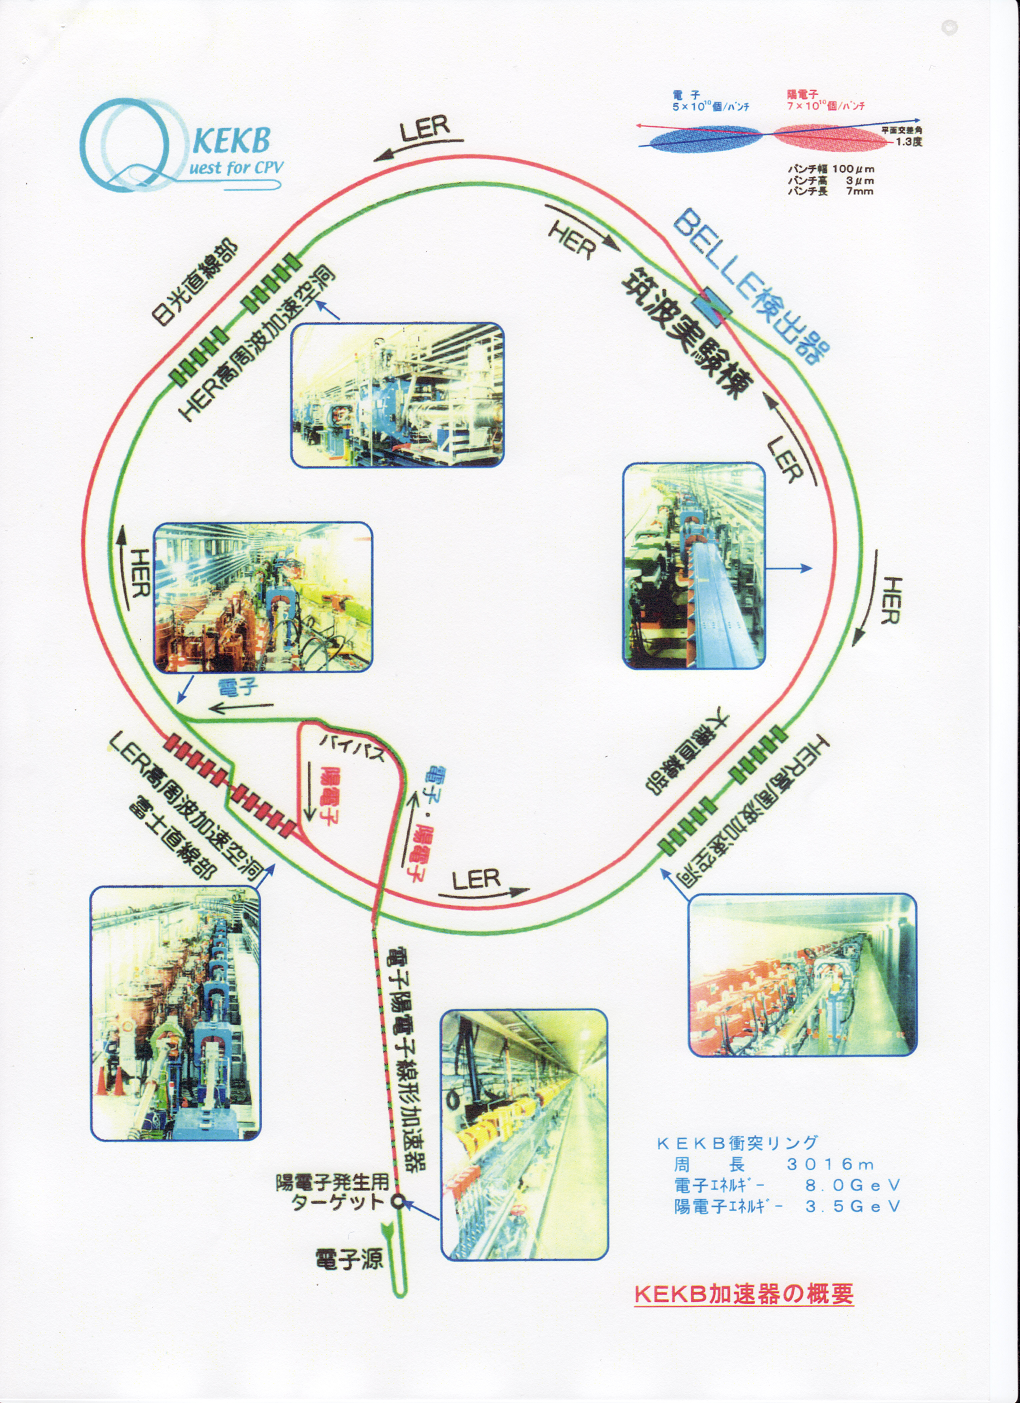 KEKB
uest for CPV
電子
5×10¹⁰個/バンチ
陽電子
7×10¹⁰個/バンチ
平面交差角
1.3度
バンチ幅 100μm
バンチ高 3μm
バンチ長 7mm
LER
HER
BELLE検出器
筑波実験棟
日光直線部
HER高周波加速空洞
LER
HER
HER
電子
バイパス
陽電子
電子・陽電子
大穂直線部
HER高周波加速空洞
LER高周波加速空洞
富士直線部
LER
電子陽電子線形加速器
陽電子発生用
ターゲット
電子源
KEKB衝突リング
周 長 3016m
電子エネルギー 8.0GeV
陽電子エネルギー 3.5GeV
KEKB加速器の概要